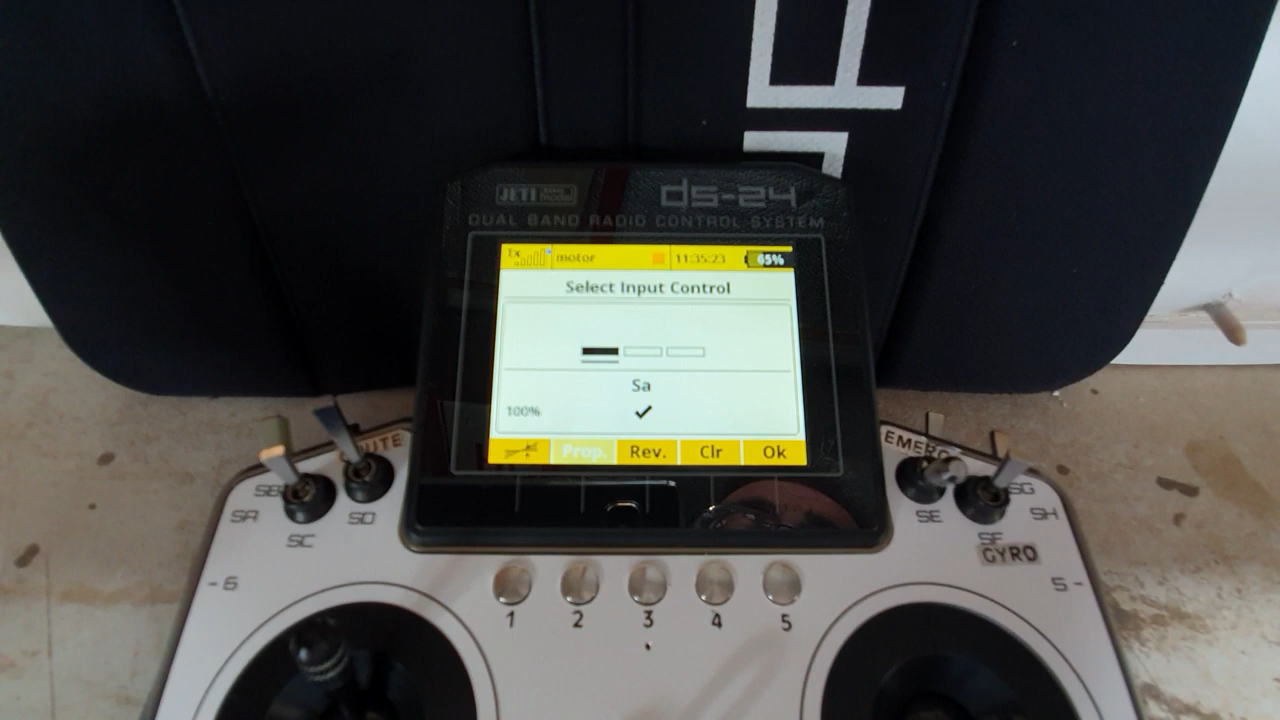 JETI model
ds-24
DUAL BAND RADIO CONTROL SYSTEM
Tx motor 11:35:23 65%
Select Input Control
Sa
100%
Prop. Rev. Clr Ok
SB
SA
SD
SC
EMERG
SG
SE
SH
SF
GYRO
- 6
5 -
1 2 3 4 5